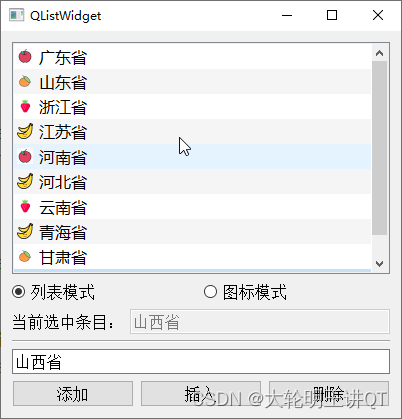 QListWidget
广东省
山东省
浙江省
江苏省
河南省
河北省
云南省
青海省
甘肃省
列表模式 图标模式
当前选中条目： 山西省
山西省
添加 插入 删除
CSDN @大轮明王讲QT